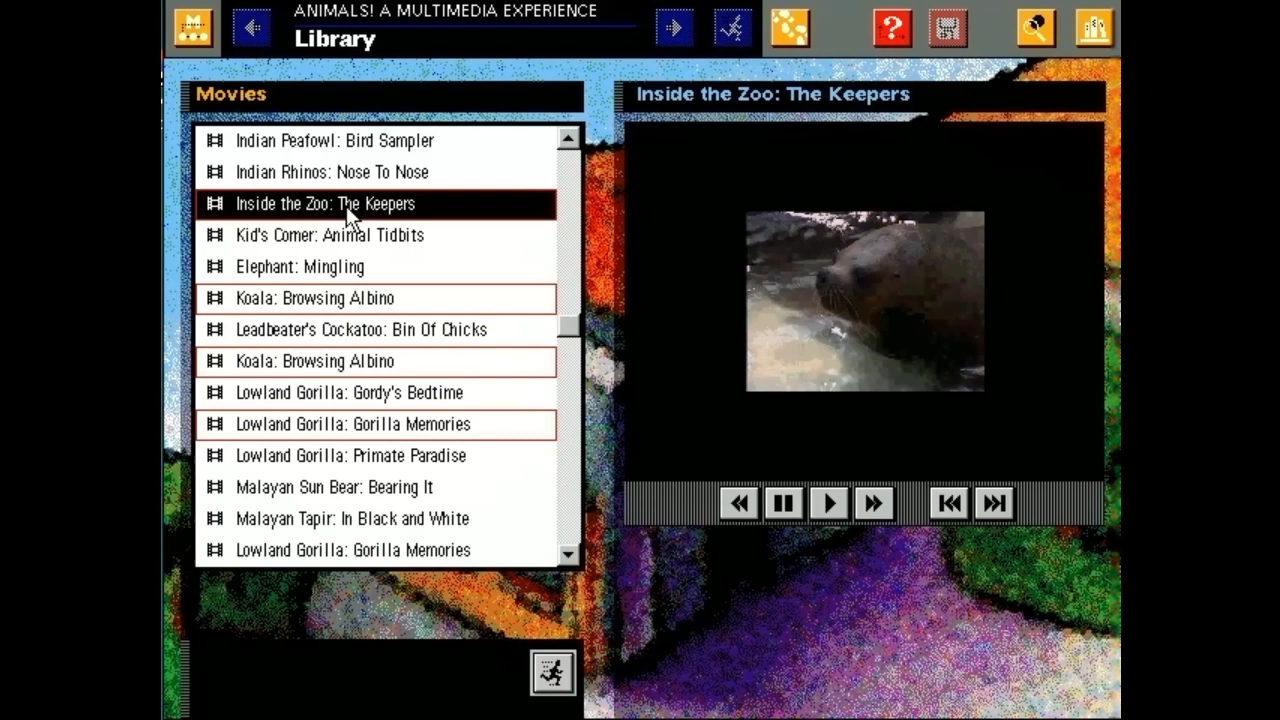 ANIMALS! A MULTIMEDIA EXPERIENCE
Library
?
Movies
Indian Peafowl: Bird Sampler
Indian Rhinos: Nose To Nose
Inside the Zoo: The Keepers
Kid's Corner: Animal Tidbits
Elephant: Mingling
Koala: Browsing Albino
Leadbeater's Cockatoo: Bin Of Chicks
Koala: Browsing Albino
Lowland Gorilla: Gordy's Bedtime
Lowland Gorilla: Gorilla Memories
Lowland Gorilla: Primate Paradise
Malayan Sun Bear: Bearing It
Malayan Tapir: In Black and White
Lowland Gorilla: Gorilla Memories
Inside the Zoo: The Keepers